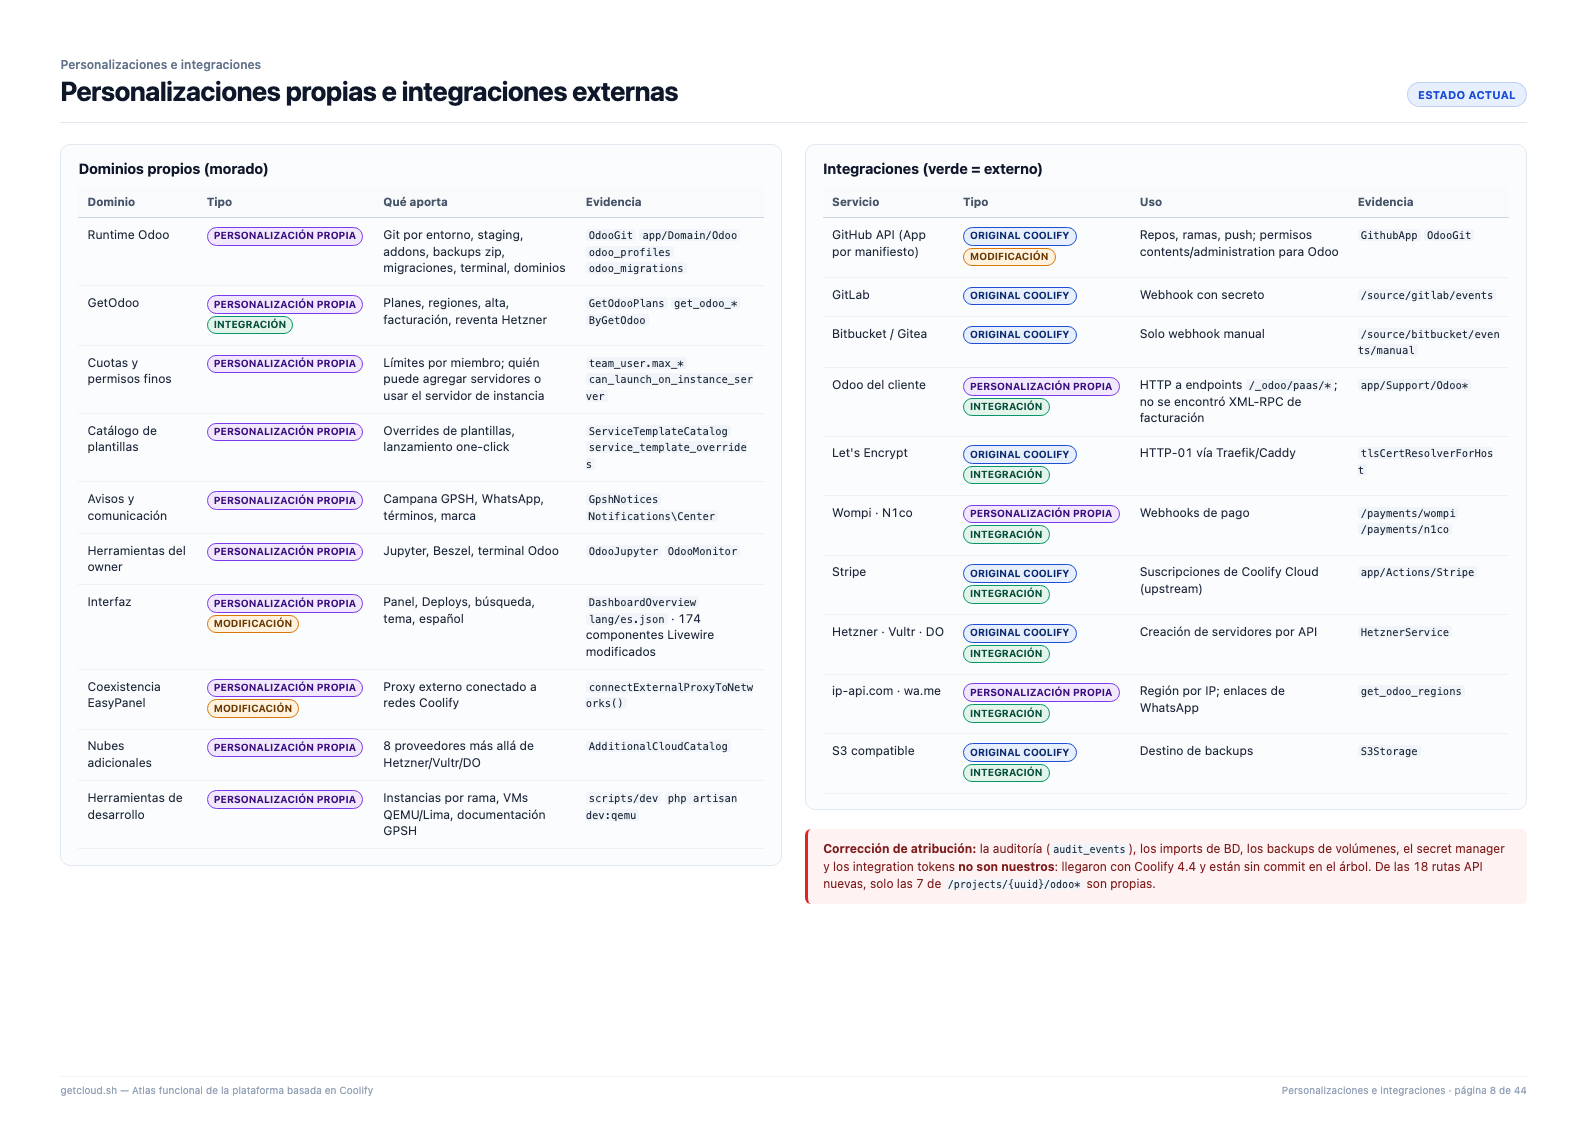 Personalizaciones e integraciones
Personalizaciones propias e integraciones externas
ESTADO ACTUAL
Dominios propios (morado)
Dominio Tipo Qué aporta Evidencia
Runtime Odoo PERSONALIZACIÓN PROPIA Git por entorno, staging, OdooGit app/Domain/Odoo
addons, backups zip, odoo_profiles
migraciones, terminal, dominios odoo_migrations
GetOdoo PERSONALIZACIÓN PROPIA Planes, regiones, alta, GetOdooPlans get_odoo_*
INTEGRACIÓN facturación, reventa Hetzner ByGetOdoo
Cuotas y PERSONALIZACIÓN PROPIA Límites por miembro; quién team_user.max_*
permisos finos puede agregar servidores o can_launch_on_instance_ser
usar el servidor de instancia ver
Catálogo de PERSONALIZACIÓN PROPIA Overrides de plantillas, ServiceTemplateCatalog
plantillas lanzamiento one-click service_template_override
s
Avisos y PERSONALIZACIÓN PROPIA Campana GPSH, WhatsApp, GpshNotices
comunicación términos, marca Notifications\Center
Herramientas del PERSONALIZACIÓN PROPIA Jupyter, Beszel, terminal Odoo OdooJupyter OdooMonitor
owner
Interfaz PERSONALIZACIÓN PROPIA Panel, Deploys, búsqueda, DashboardOverview
MODIFICACIÓN tema, español lang/es.json · 174
componentes Livewire
modificados
Coexistencia PERSONALIZACIÓN PROPIA Proxy externo conectado a connectExternalProxyToNetw
EasyPanel MODIFICACIÓN redes Coolify orks()
Nubes PERSONALIZACIÓN PROPIA 8 proveedores más allá de AdditionalCloudCatalog
adicionales Hetzner/Vultr/DO
Herramientas de PERSONALIZACIÓN PROPIA Instancias por rama, VMs scripts/dev php artisan
desarrollo QEMU/Lima, documentación dev:qemu
GPSH
Integraciones (verde = externo)
Servicio Tipo Uso Evidencia
GitHub API (App ORIGINAL COOLIFY Repos, ramas, push; permisos GithubApp OdooGit
por manifiesto) MODIFICACIÓN contents/administration para Odoo
GitLab ORIGINAL COOLIFY Webhook con secreto /source/gitlab/events
Bitbucket / Gitea ORIGINAL COOLIFY Solo webhook manual /source/bitbucket/even
ts/manual
Odoo del cliente PERSONALIZACIÓN PROPIA HTTP a endpoints /_odoo/paas/* ; app/Support/Odoo*
INTEGRACIÓN no se encontró XML-RPC de
facturación
Let's Encrypt ORIGINAL COOLIFY HTTP-01 vía Traefik/Caddy tlsCertResolverForHos
INTEGRACIÓN t
Wompi · N1co PERSONALIZACIÓN PROPIA Webhooks de pago /payments/wompi
INTEGRACIÓN /payments/n1co
Stripe ORIGINAL COOLIFY Suscripciones de Coolify Cloud app/Actions/Stripe
INTEGRACIÓN (upstream)
Hetzner · Vultr · DO ORIGINAL COOLIFY Creación de servidores por API HetznerService
INTEGRACIÓN
ip-api.com · wa.me PERSONALIZACIÓN PROPIA Región por IP; enlaces de get_odoo_regions
INTEGRACIÓN WhatsApp
S3 compatible ORIGINAL COOLIFY Destino de backups S3Storage
INTEGRACIÓN
Corrección de atribución: la auditoría ( audit_events ), los imports de BD, los backups de volúmenes, el secret manager
y los integration tokens no son nuestros: llegaron con Coolify 4.4 y están sin commit en el árbol. De las 18 rutas API
nuevas, solo las 7 de /projects/{uuid}/odoo* son propias.
getcloud.sh — Atlas funcional de la plataforma basada en Coolify
Personalizaciones e integraciones · página 8 de 44